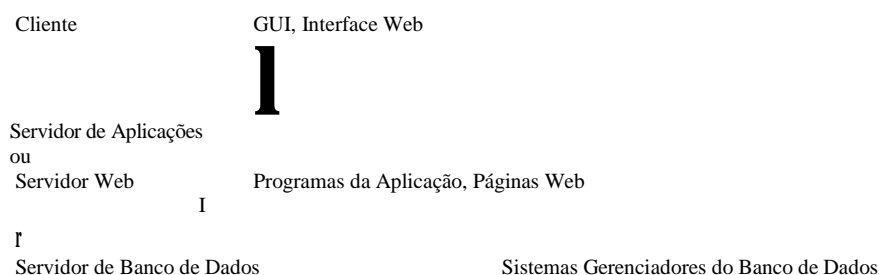 Cliente GUI, Interface Web
l
Servidor de Aplicações
ou
Servidor Web Programas da Aplicação, Páginas Web
I
r
Servidor de Banco de Dados Sistemas Gerenciadores do Banco de Dados